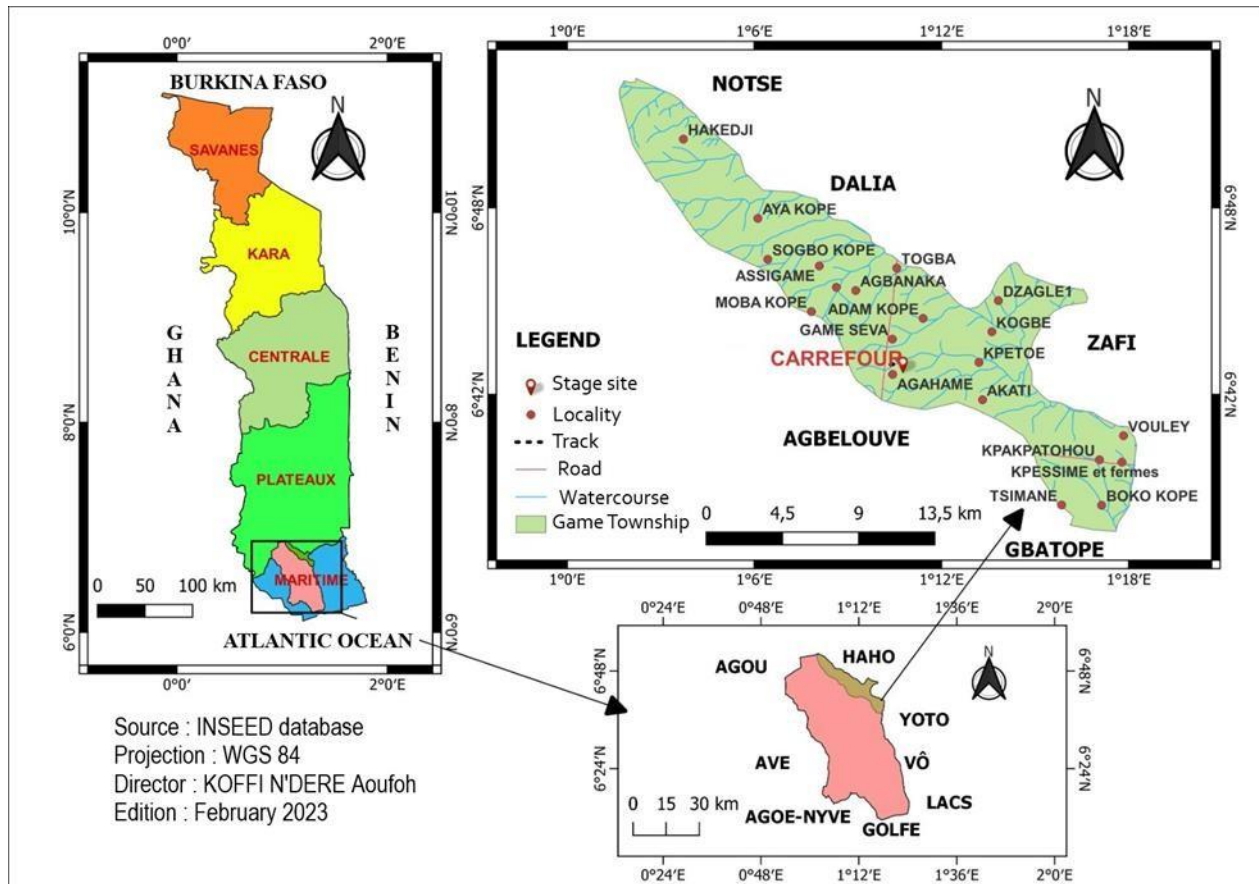 0°0′ 2°0′E
BURKINA FASO
N
SAVANES
KARA
CENTRALE
PLATEAUX
MARITIME
GHANA
BENIN
10°0′N
8°0′N
6°0′N
10°0′N
8°0′N
6°0′N
0 50 100 km
ATLANTIC OCEAN
0°0′ 2°0′E
Source : INSEED database
Projection : WGS 84
Director : KOFFI N'DERE Aoufoh
Edition : February 2023
1°0′E 1°6′E 1°12′E 1°18′E
NOTSE
N
HAKEDJI
DALIA
AYA KOPE
SOGBO KOPE
TOGBA
ASSIGAME
AGBANAKA
DZAGLE1
MOBA KOPE
ADAM KOPE
KOGBE
GAME SEVA
ZAFI
CARREFOUR
KPETOE
AGAHAME
AKATI
AGBELOUVE
VOULEY
KPAKPATOHOU
KPESSIME et fermes
TSIMANE
BOKO KOPE
GBATOPE
6°48′N
6°42′N
6°48′N
6°42′N
LEGEND
Stage site
Locality
Track
Road
Watercourse
Game Township
0 4,5 9 13,5 km
1°0′E 1°6′E 1°12′E 1°18′E
0°24′E 0°48′E 1°12′E 1°36′E 2°0′E
N
AGOU
HAHO
YOTO
AVE
VÔ
LACS
AGOE-NYVE
GOLFE
6°48′N
6°24′N
6°48′N
6°24′N
0 15 30 km
0°24′E 0°48′E 1°12′E 1°36′E 2°0′E